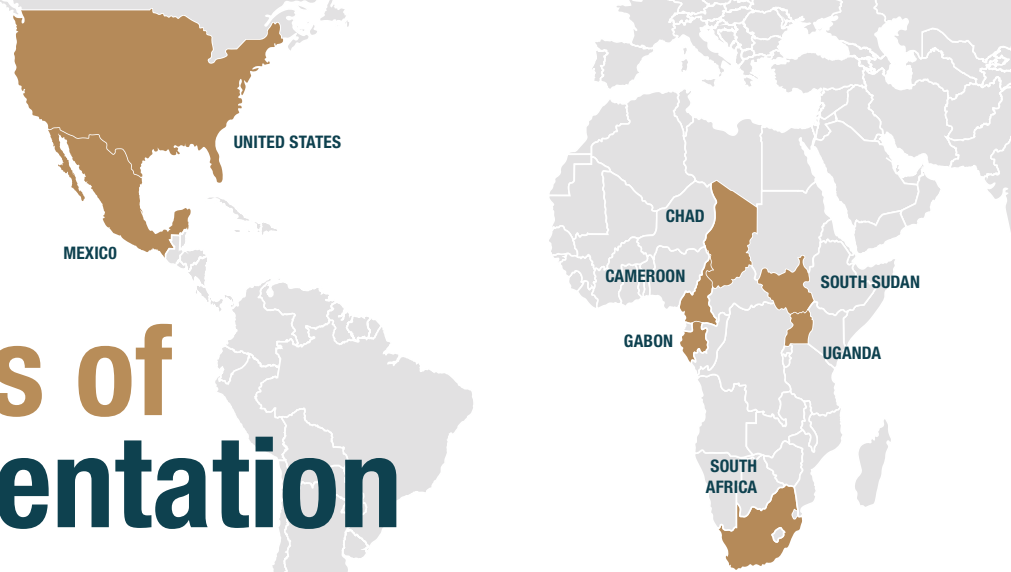 UNITED STATES
MEXICO
CHAD
CAMEROON
SOUTH SUDAN
GABON
UGANDA
s of
entation
SOUTH
AFRICA